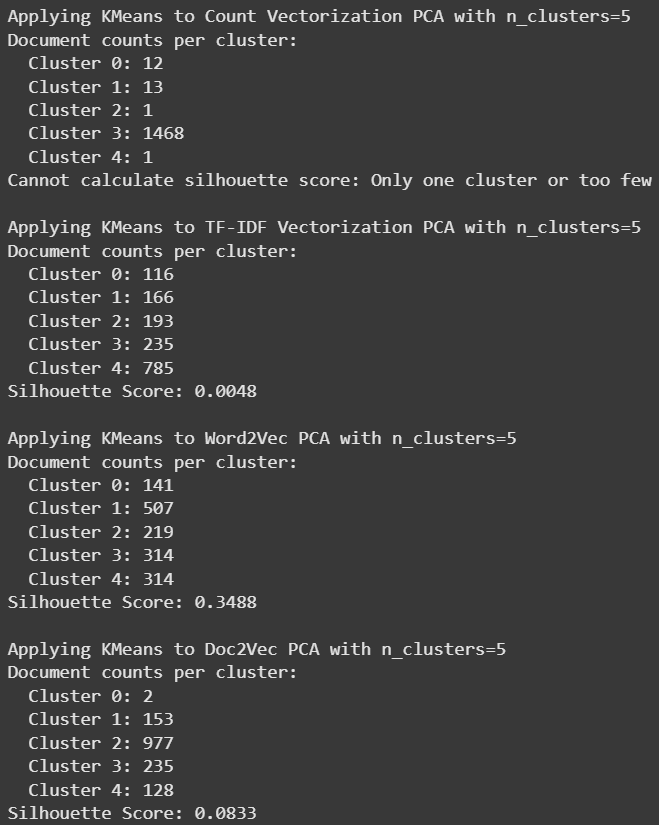 Applying KMeans to Count Vectorization PCA with n_clusters=5
Document counts per cluster:
  Cluster 0: 12
  Cluster 1: 13
  Cluster 2: 1
  Cluster 3: 1468
  Cluster 4: 1
Cannot calculate silhouette score: Only one cluster or too few

Applying KMeans to TF-IDF Vectorization PCA with n_clusters=5
Document counts per cluster:
  Cluster 0: 116
  Cluster 1: 166
  Cluster 2: 193
  Cluster 3: 235
  Cluster 4: 785
Silhouette Score: 0.0048

Applying KMeans to Word2Vec PCA with n_clusters=5
Document counts per cluster:
  Cluster 0: 141
  Cluster 1: 507
  Cluster 2: 219
  Cluster 3: 314
  Cluster 4: 314
Silhouette Score: 0.3488

Applying KMeans to Doc2Vec PCA with n_clusters=5
Document counts per cluster:
  Cluster 0: 2
  Cluster 1: 153
  Cluster 2: 977
  Cluster 3: 235
  Cluster 4: 128
Silhouette Score: 0.0833